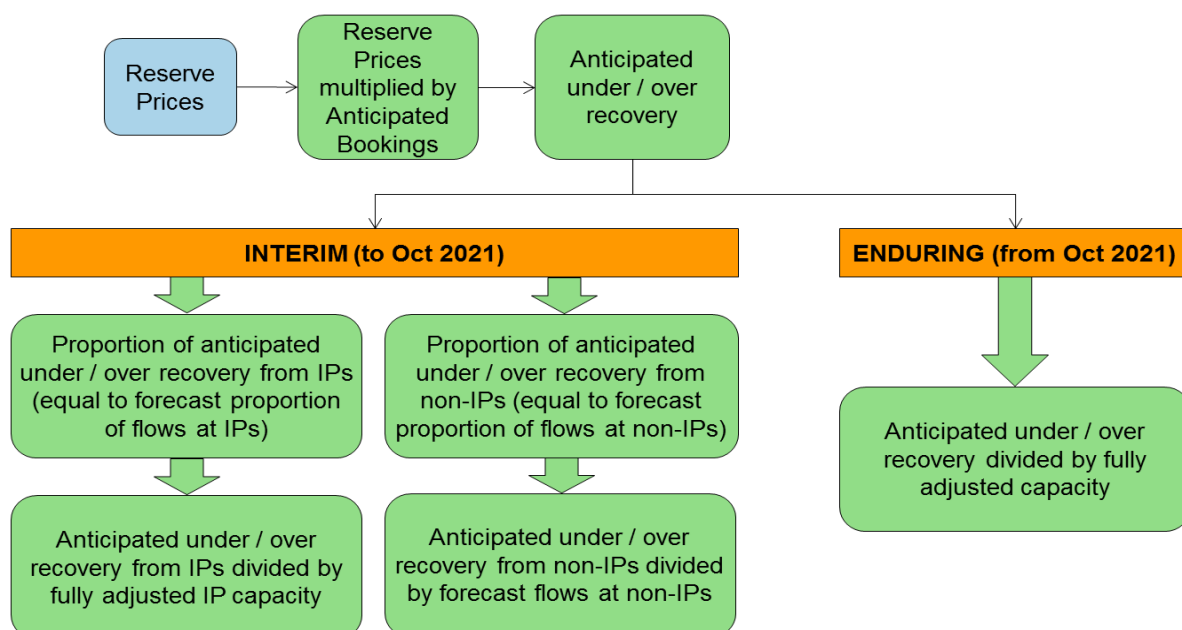 Reserve
Prices
Reserve
Prices
multiplied by
Anticipated
Bookings
Anticipated
under / over
recovery
INTERIM (to Oct 2021)
ENDURING (from Oct 2021)
Proportion of anticipated
under / over recovery from IPs
(equal to forecast proportion
of flows at IPs)
Proportion of anticipated
under / over recovery from
non-IPs (equal to forecast
proportion of flows at non-IPs)
Anticipated under / over
recovery divided by fully
adjusted capacity
Anticipated under / over
recovery from IPs divided by
fully adjusted IP capacity
Anticipated under / over
recovery from non-IPs divided
by forecast flows at non-IPs